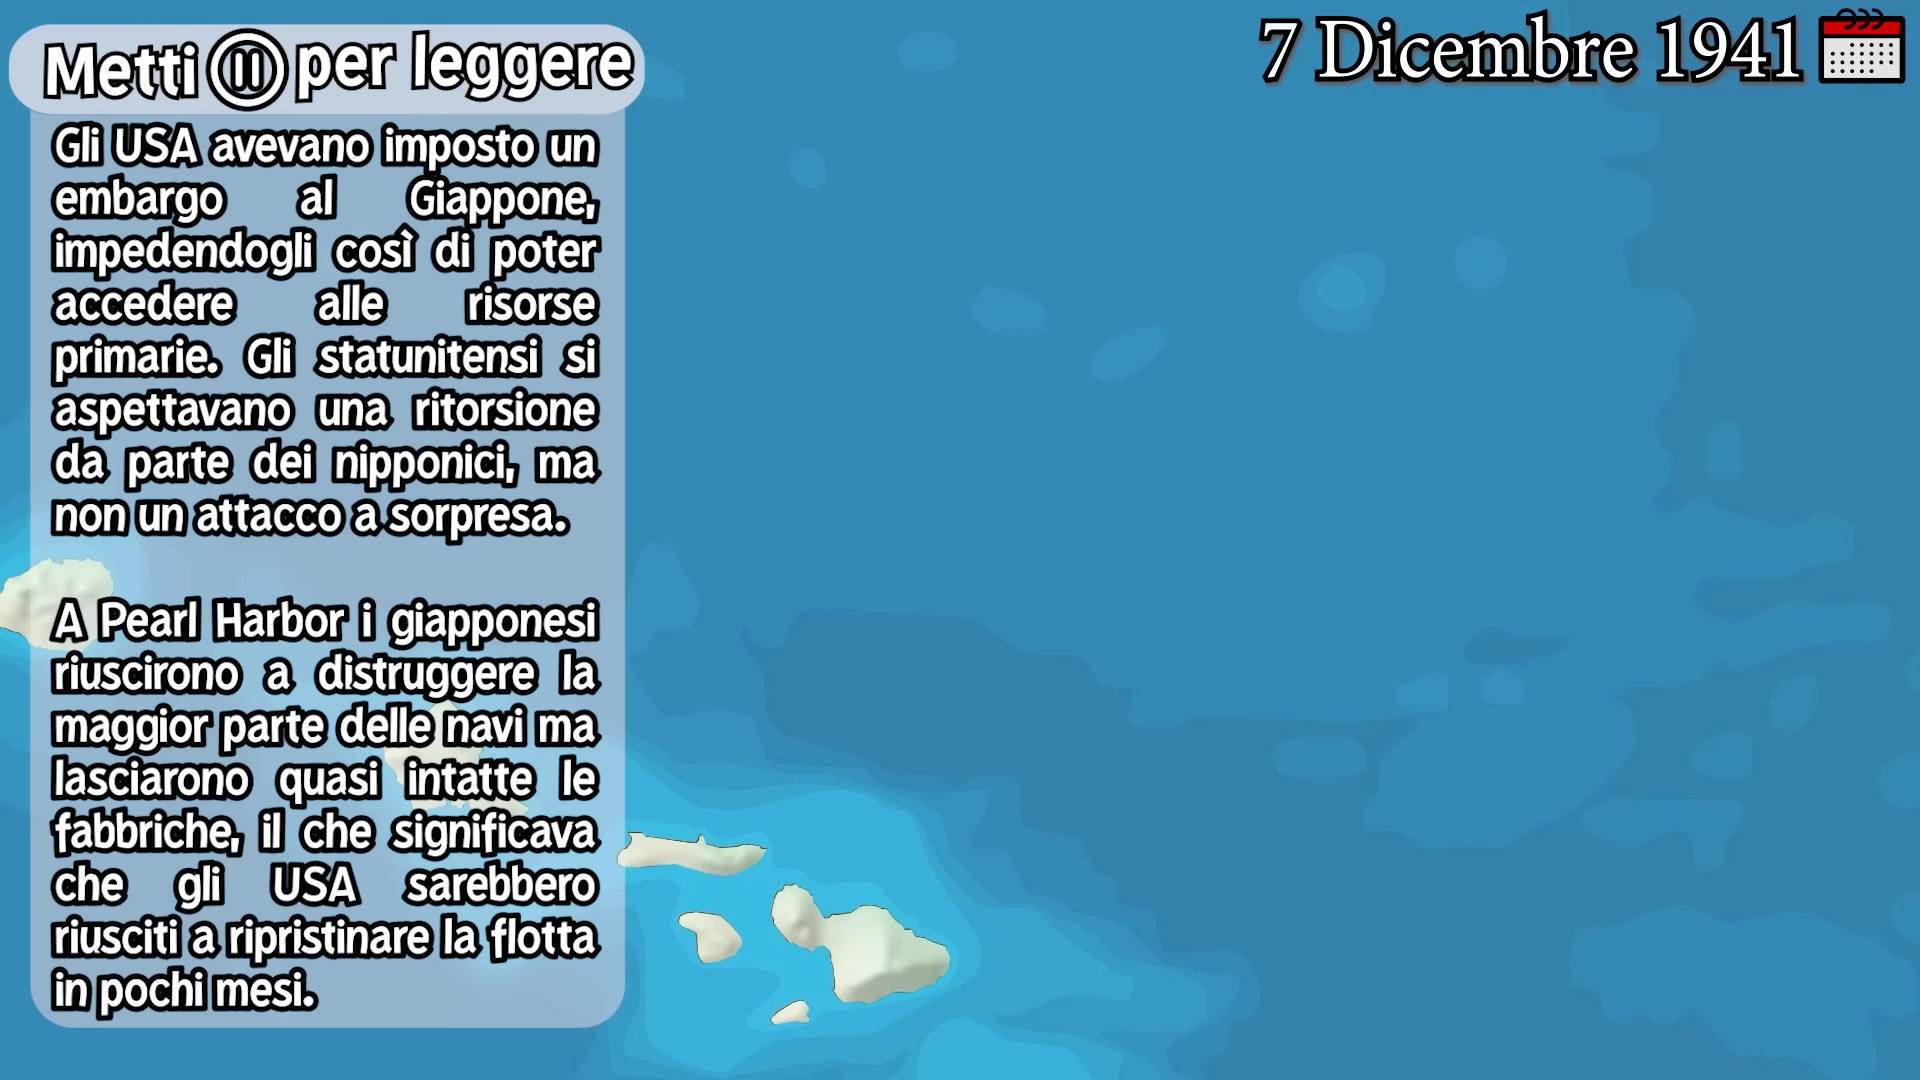 Metti per leggere
7 Dicembre 1941
Gli USA avevano imposto un
embargo al Giappone,
impedendogli così di poter
accedere alle risorse
primarie. Gli statunitensi si
aspettavano una ritorsione
da parte dei nipponici, ma
non un attacco a sorpresa.
A Pearl Harbor i giapponesi
riuscirono a distruggere la
maggior parte delle navi ma
lasciarono quasi intatte le
fabbriche, il che significava
che gli USA sarebbero
riusciti a ripristinare la flotta
in pochi mesi.